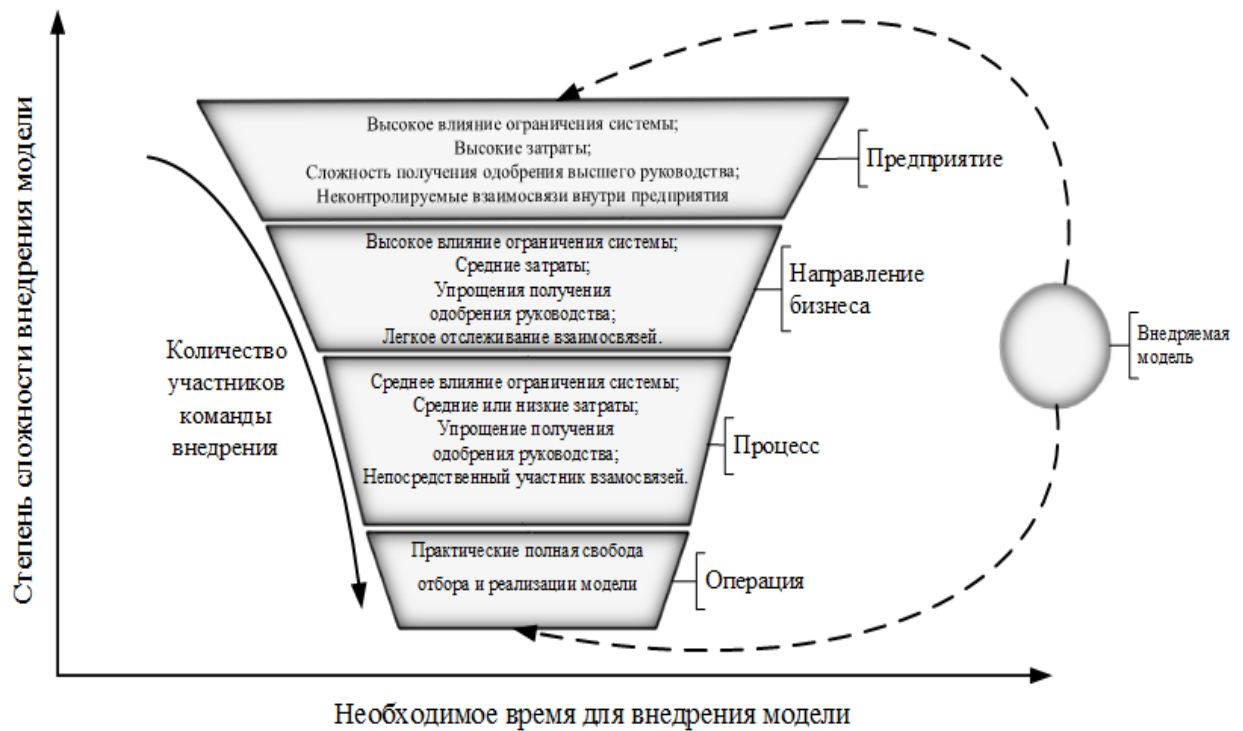 Степень сложности внедрения модели
Высокое влияние ограничения системы;
Высокие затраты;
Сложность получения одобрения высшего руководства;
Неконтролируемые взаимосвязи внутри предприятия
Предприятие
Высокое влияние ограничения системы;
Средние затраты;
Упрощения получения
одобрения руководства;
Легкое отслеживание взаимосвязей.
Направление
бизнеса
Внедряемая
модель
Количество
участников
команды
внедрения
Среднее влияние ограничения системы;
Средние или низкие затраты;
Упрощение получения
одобрения руководства;
Непосредственный участник взамосвязей.
Процесс
Практические полная свобода
отбора и реализации модели
Операция
Необходимое время для внедрения модели